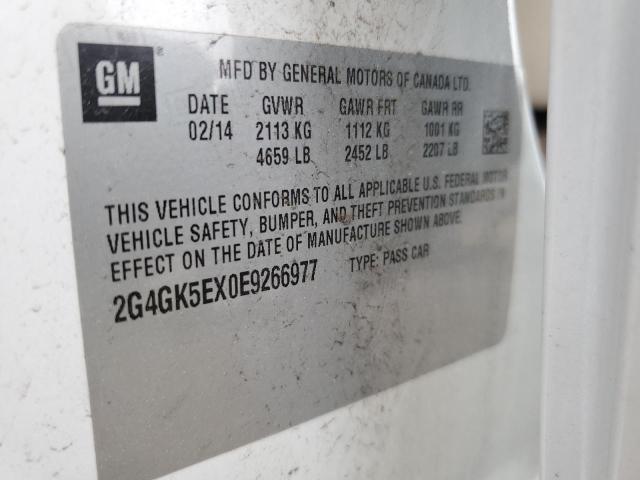 GM
MFD BY GENERAL MOTORS OF CANADA LTD.
DATE GVWR GAWR FRT GAWR RR
02/14 2113 KG 1112 KG 1001 KG
4659 LB 2452 LB 2207 LB
THIS VEHICLE CONFORMS TO ALL APPLICABLE U.S. FEDERAL MOTOR
VEHICLE SAFETY, BUMPER, AND THEFT PREVENTION STANDARDS IN
EFFECT ON THE DATE OF MANUFACTURE SHOWN ABOVE.
2G4GK5EX0E9266977 TYPE: PASS CAR